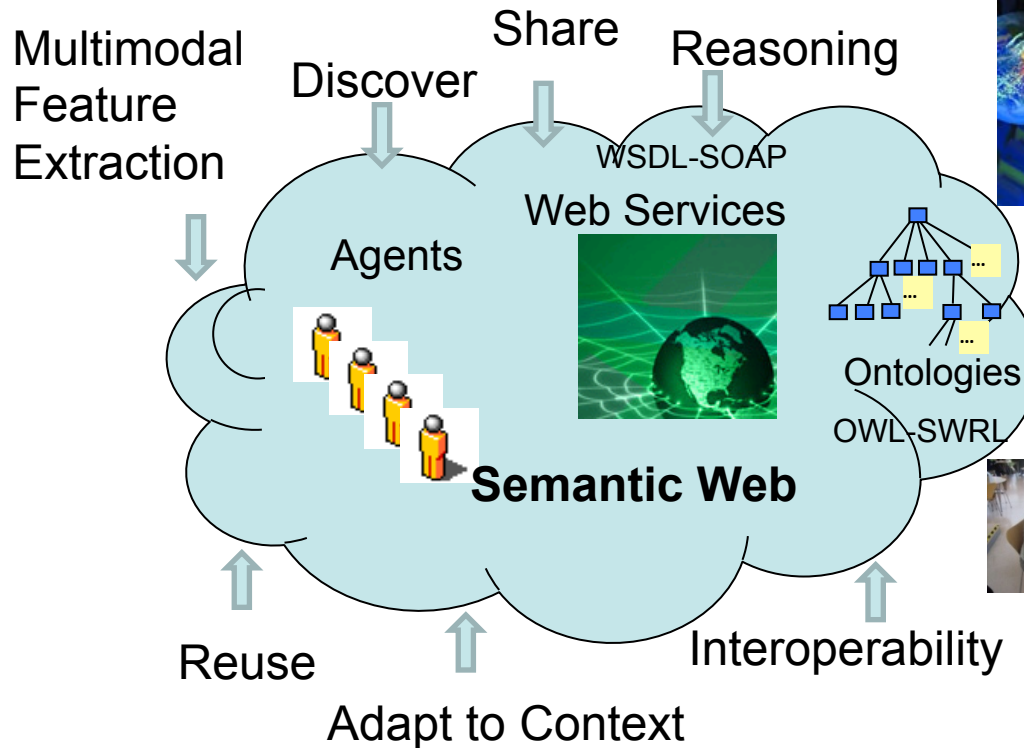 Multimodal
Feature
Extraction
Discover
Share
Reasoning
WSDL-SOAP
Web Services
Agents
...
...
...
Ontologies
OWL-SWRL
Semantic Web
Reuse
Interoperability
Adapt to Context